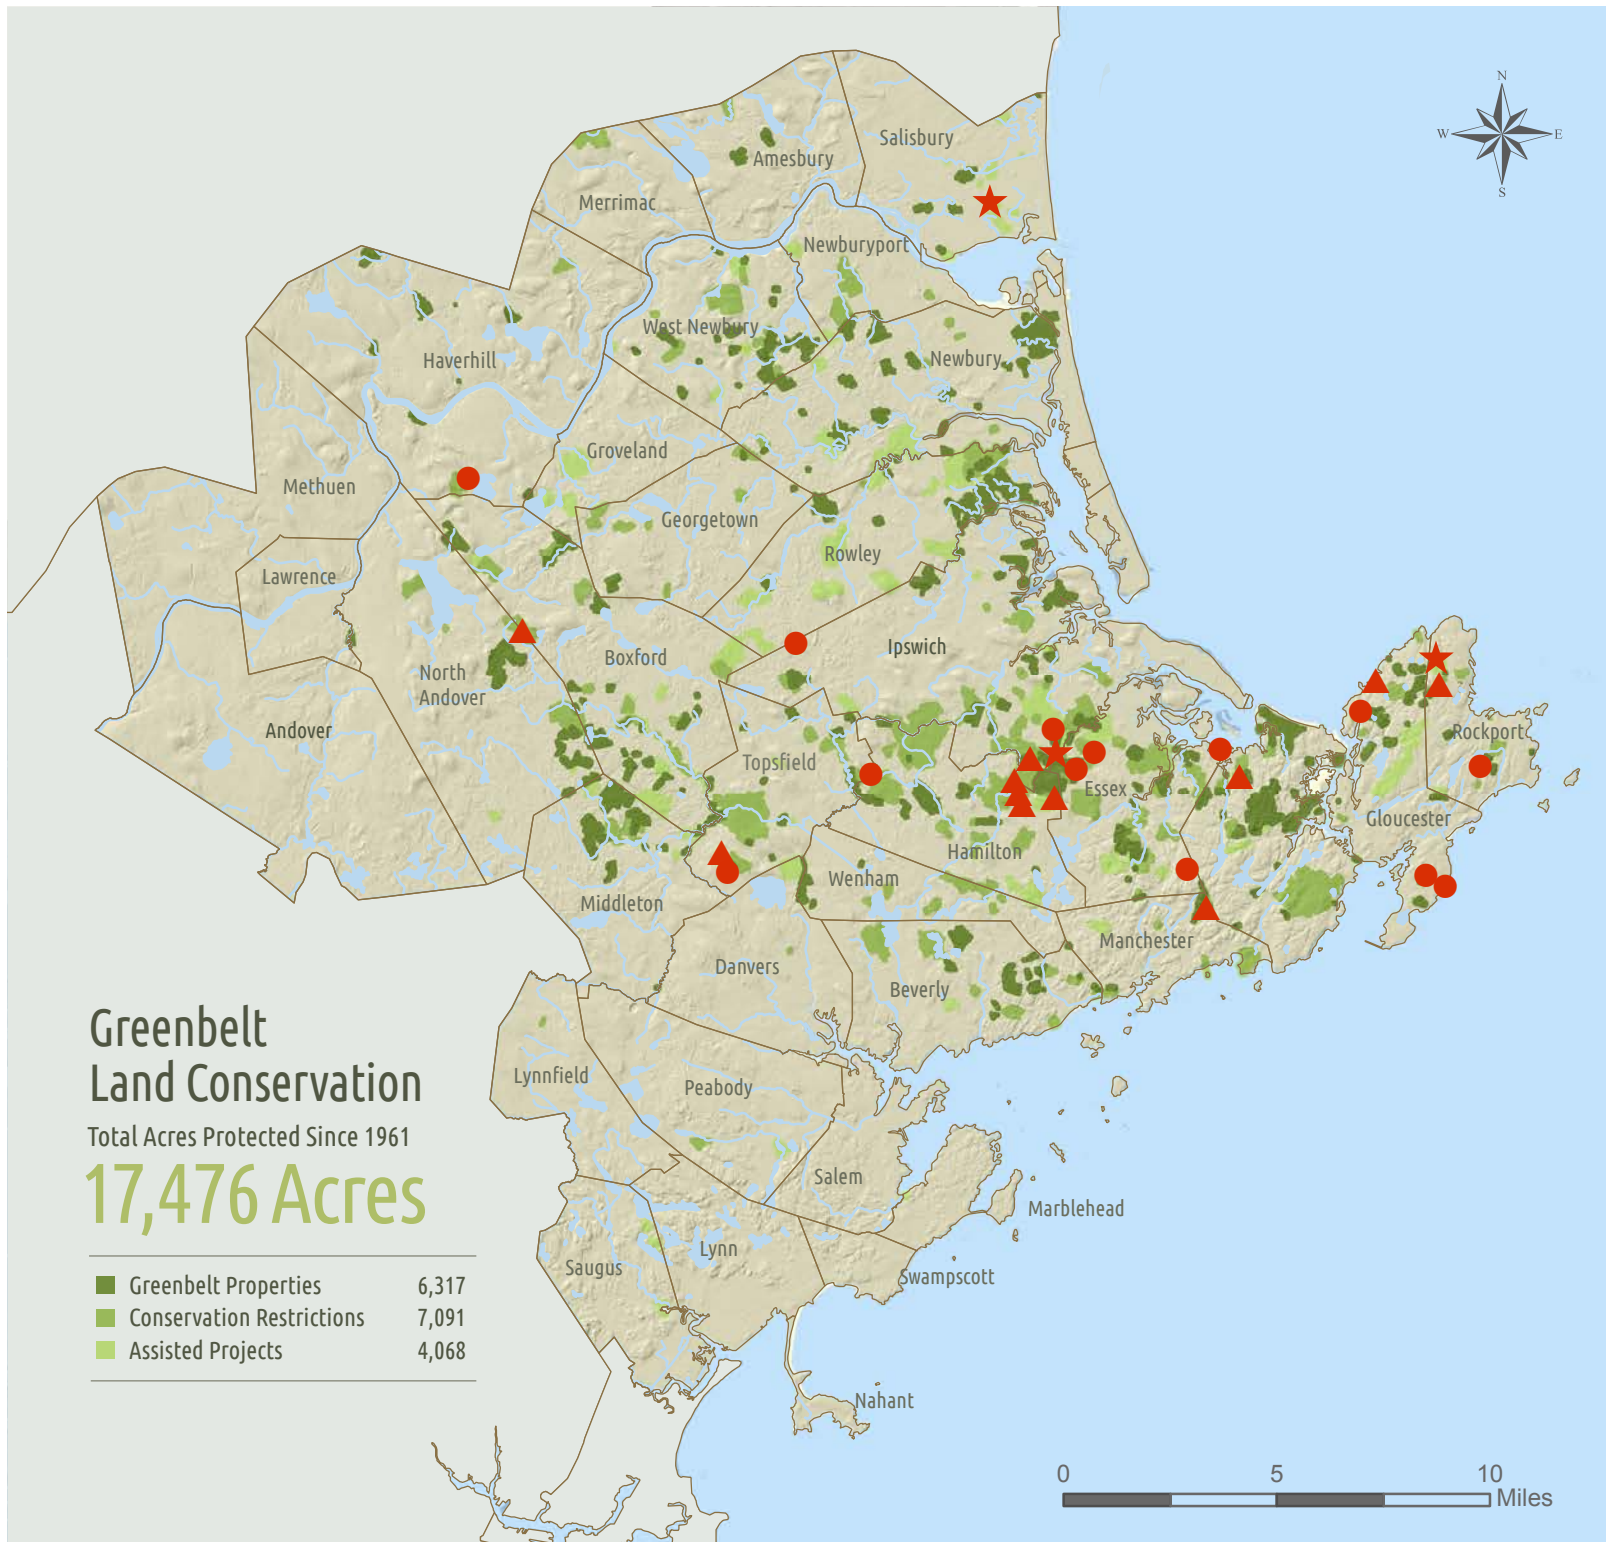 N
W E
S
Salisbury
Amesbury
Merrimac
Newburyport
West Newbury
Newbury
Haverhill
Groveland
Methuen
Georgetown
Rowley
Lawrence
Ipswich
Boxford
North
Andover
Andover
Rockport
Topsfield
Essex
Gloucester
Hamilton
Wenham
Middleton
Manchester
Danvers
Beverly
Lynnfield
Peabody
Salem
Marblehead
Lynn
Saugus
Swampscott
Nahant
Greenbelt
Land Conservation
Total Acres Protected Since 1961
17,476 Acres
Greenbelt Properties 6,317
Conservation Restrictions 7,091
Assisted Projects 4,068
0 5 10
Miles